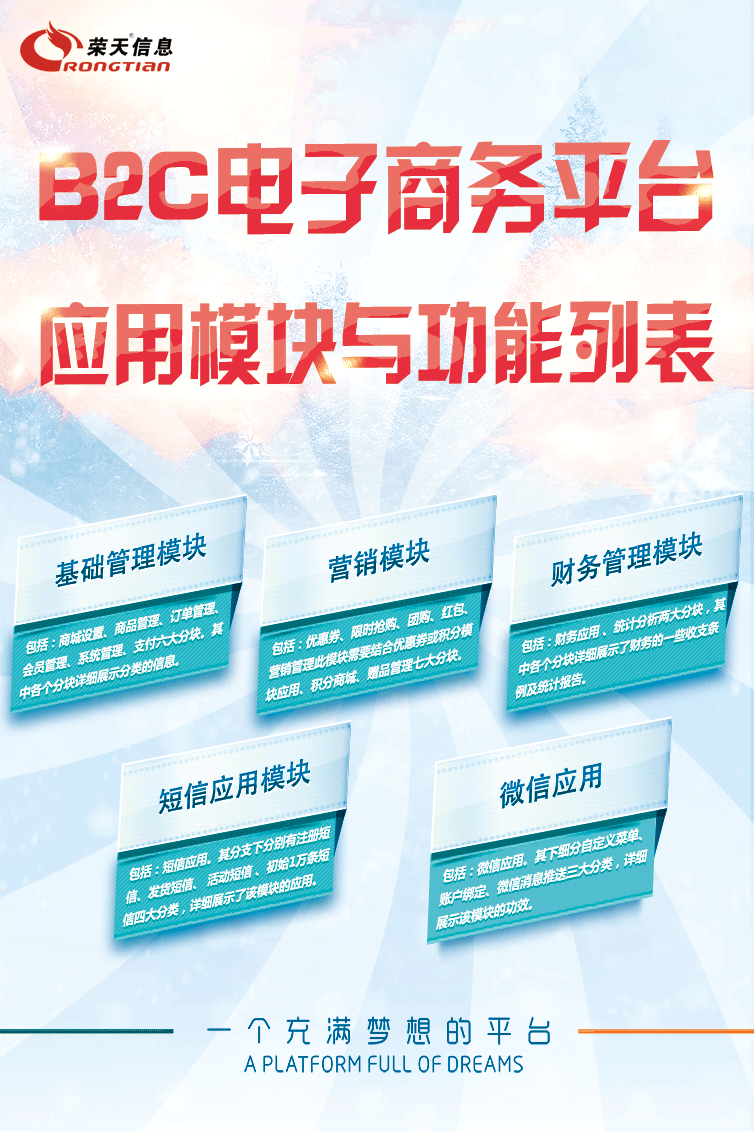 荣天信息®
RONGTIAN
B2C电子商务平台
应用模块与功能列表
基础管理模块
包括：商城设置、商品管理、订单管理、
会员管理、系统管理、支付六大分块。其
中各个分块详细展示分类的信息。
营销模块
包括：优惠券、限时抢购、团购、红包、
营销管理此模块需要结合优惠券或积分模
块应用、积分商城、赠品管理七大分块。
财务管理模块
包括：财务应用 、统计分析两大分块，其
中各个分块详细展示了财务的一些收支条
例及统计报告。
短信应用模块
包括：短信应用。其分支下分别有注册短
信、发货短信、 活动短信 、初始1万条短
信四大分类，详细展示了该模块的应用。
微信应用
包括：微信应用。其下细分自定义菜单、
账户绑定、微信消息推送三大分类，详细
展示该模块的功效。
一个充满梦想的平台
A PLATFORM FULL OF DREAMS